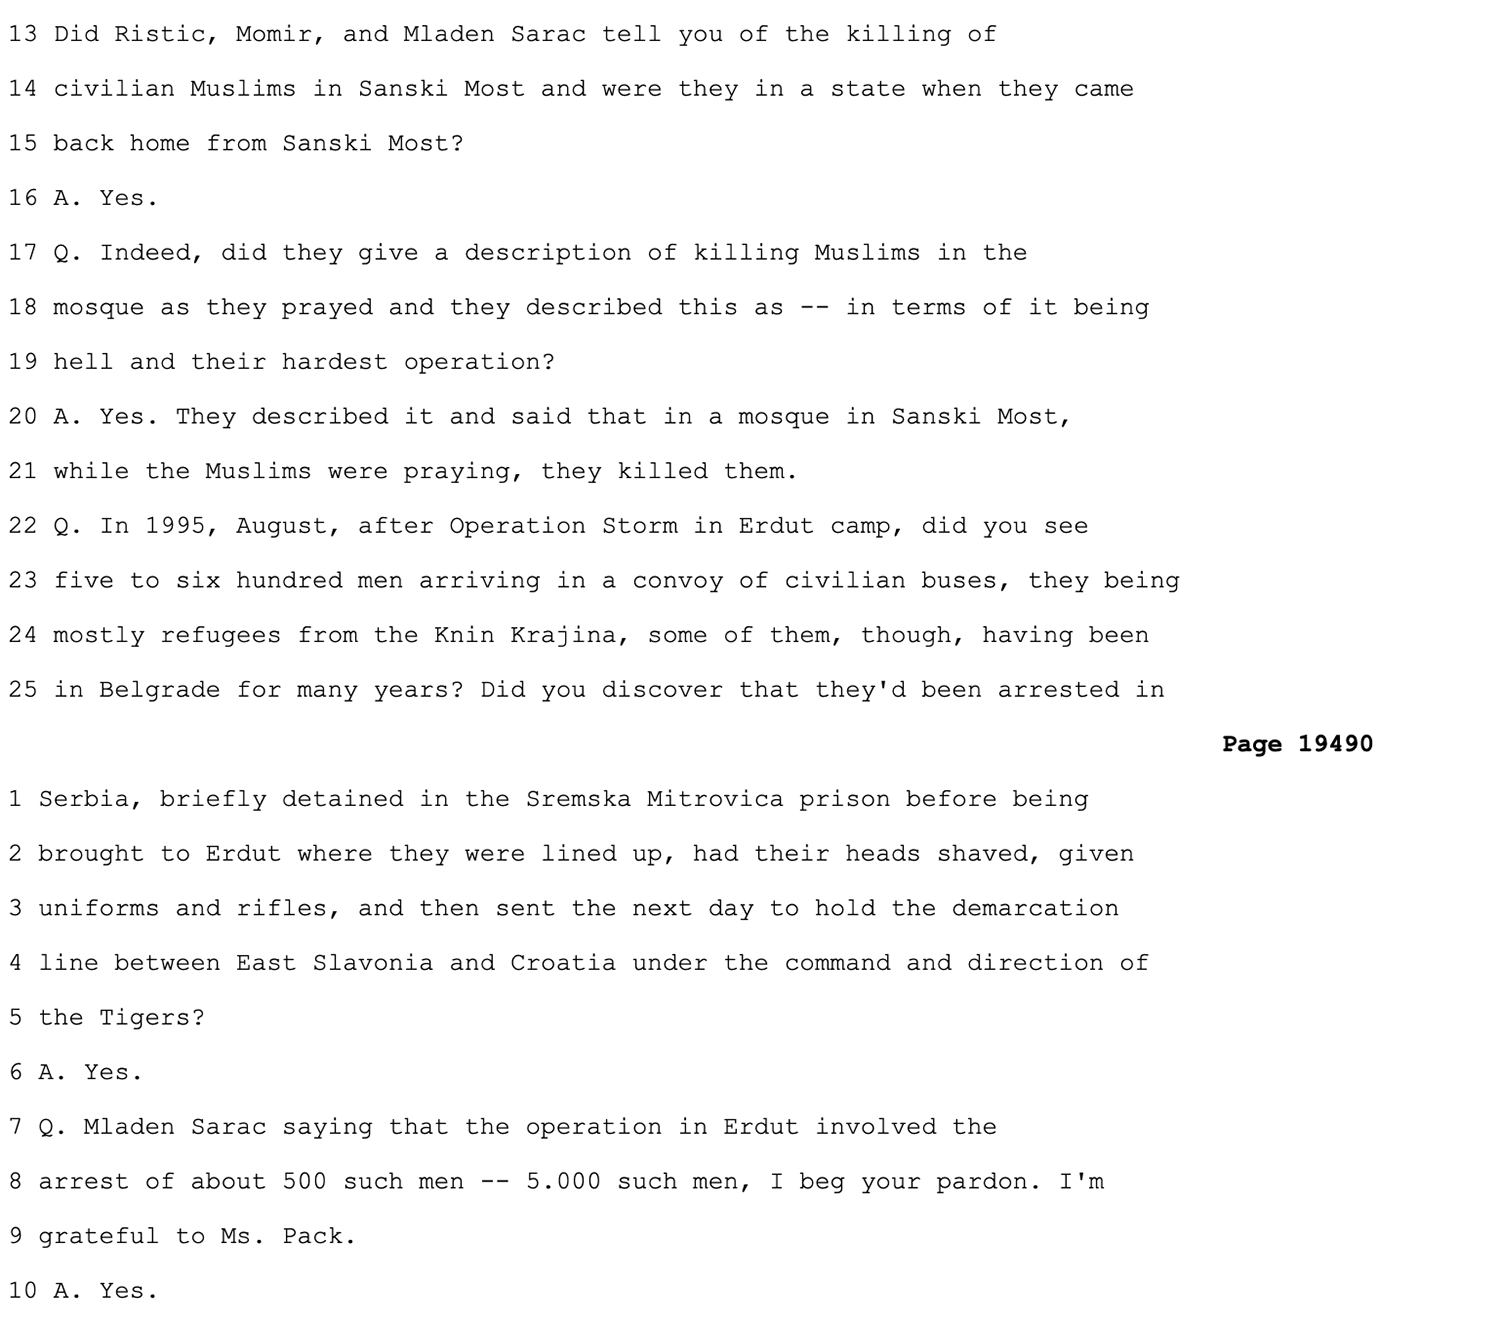 13 Did Ristic, Momir, and Mladen Sarac tell you of the killing of
14 civilian Muslims in Sanski Most and were they in a state when they came
15 back home from Sanski Most?
16 A. Yes.
17 Q. Indeed, did they give a description of killing Muslims in the
18 mosque as they prayed and they described this as -- in terms of it being
19 hell and their hardest operation?
20 A. Yes. They described it and said that in a mosque in Sanski Most,
21 while the Muslims were praying, they killed them.
22 Q. In 1995, August, after Operation Storm in Erdut camp, did you see
23 five to six hundred men arriving in a convoy of civilian buses, they being
24 mostly refugees from the Knin Krajina, some of them, though, having been
25 in Belgrade for many years? Did you discover that they'd been arrested in
Page 19490
1 Serbia, briefly detained in the Sremska Mitrovica prison before being
2 brought to Erdut where they were lined up, had their heads shaved, given
3 uniforms and rifles, and then sent the next day to hold the demarcation
4 line between East Slavonia and Croatia under the command and direction of
5 the Tigers?
6 A. Yes.
7 Q. Mladen Sarac saying that the operation in Erdut involved the
8 arrest of about 500 such men -- 5.000 such men, I beg your pardon. I'm
9 grateful to Ms. Pack.
10 A. Yes.